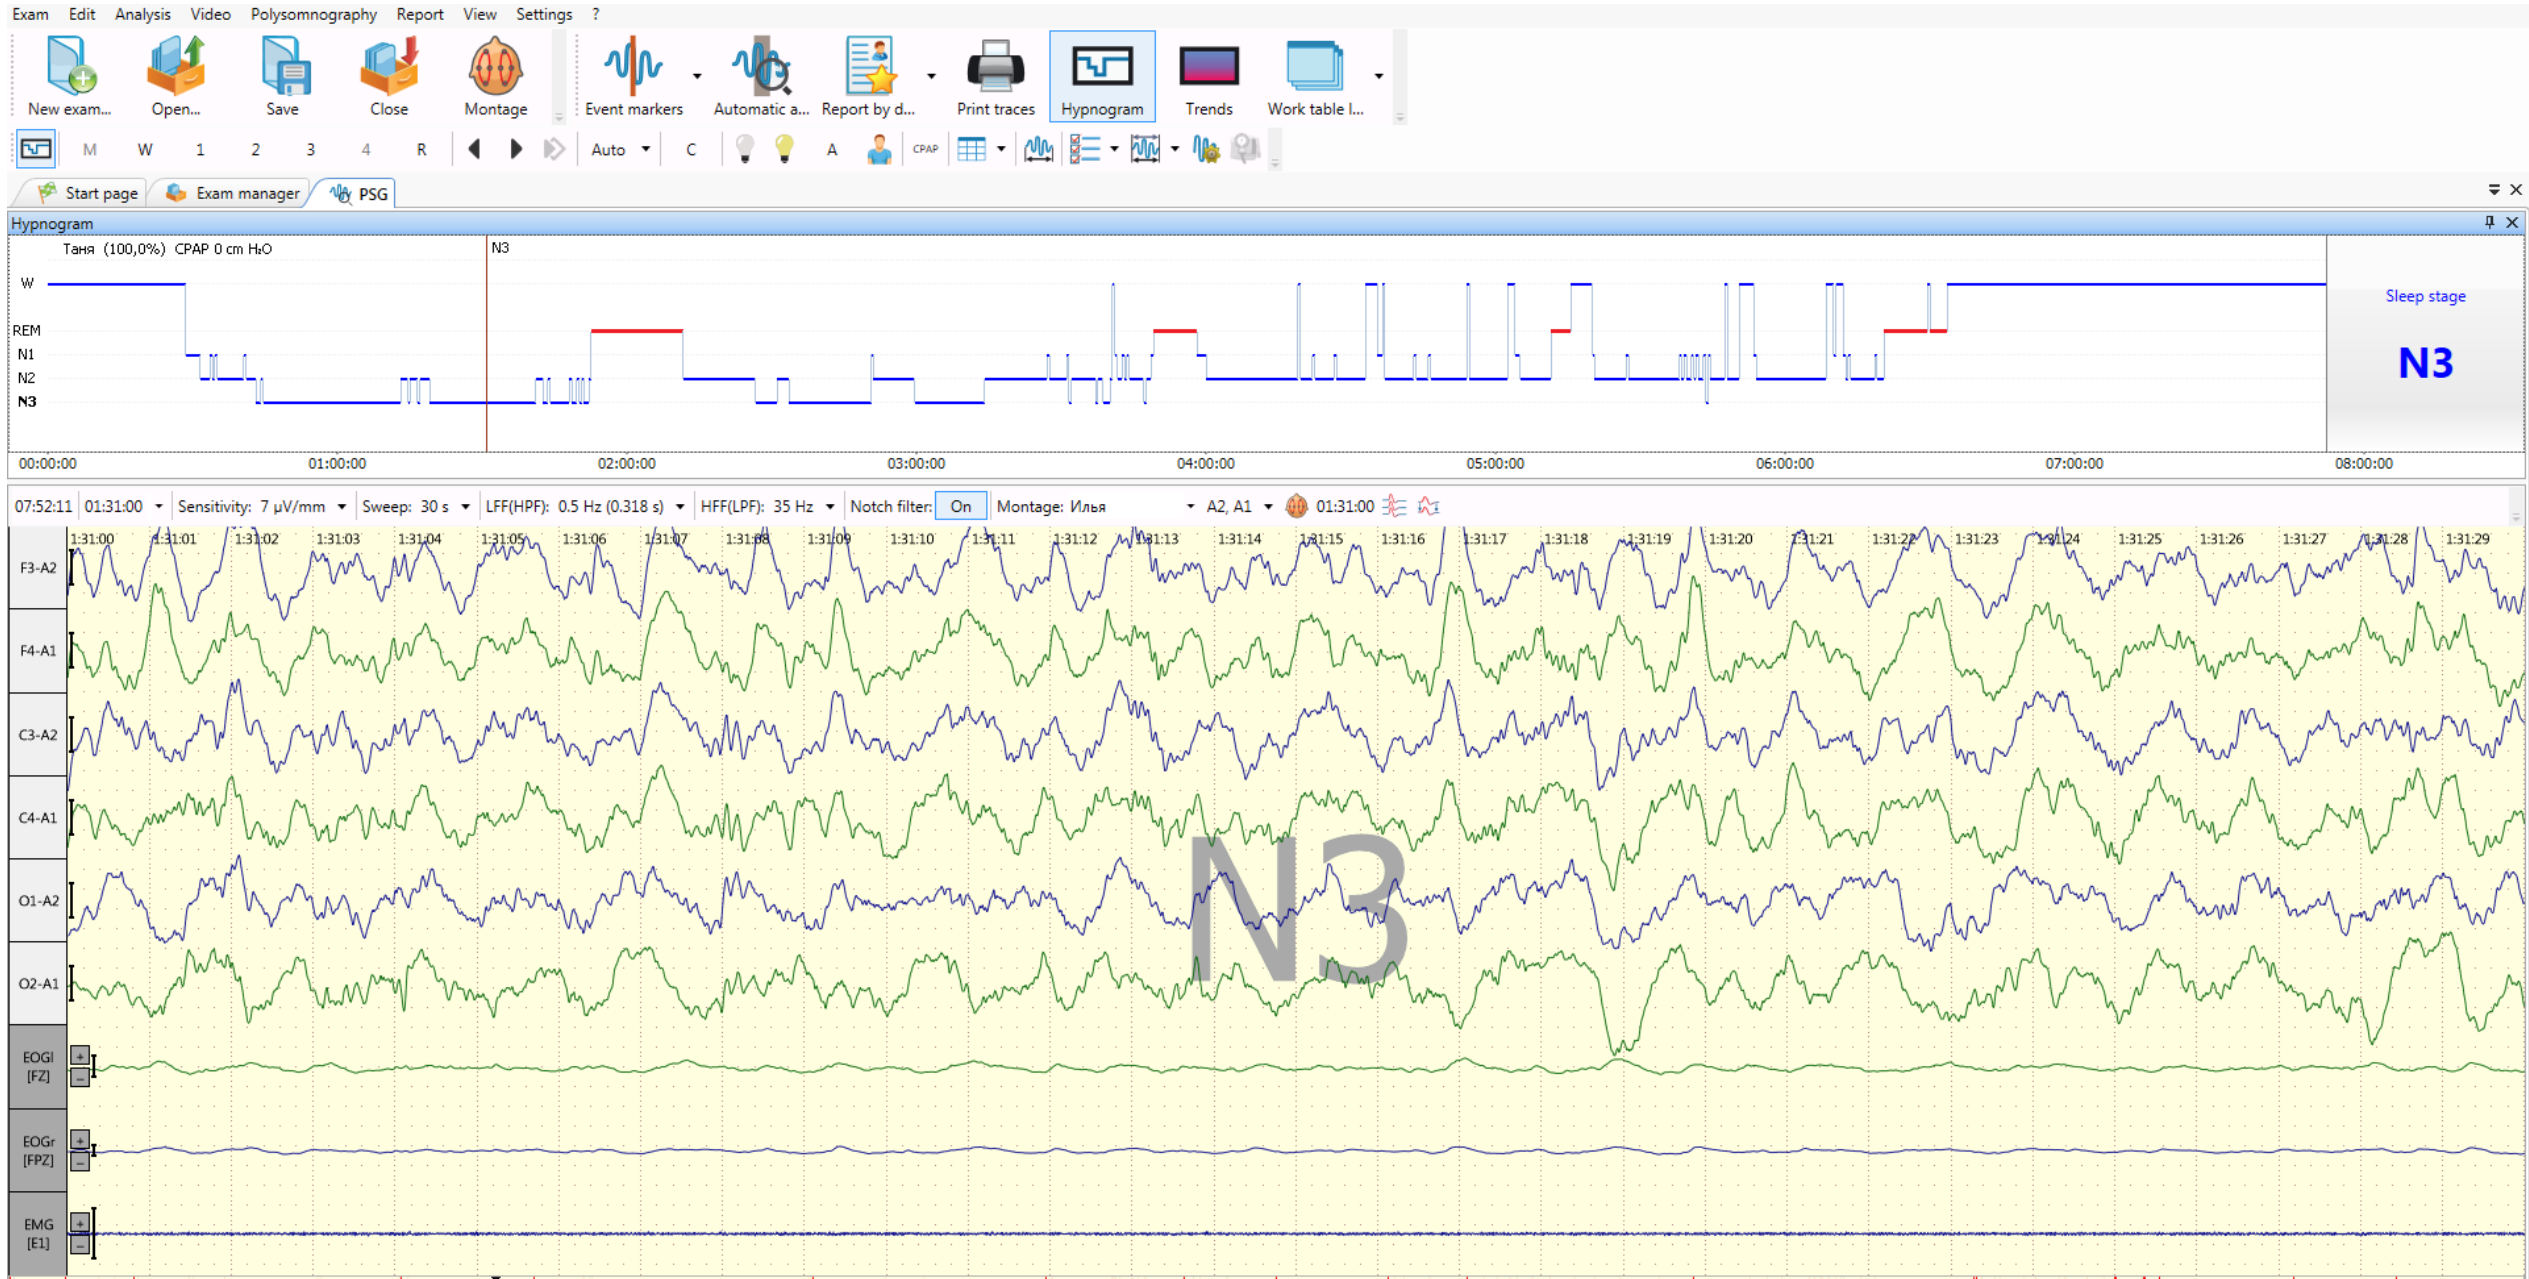 Exam Edit Analysis Video Polysomnography Report View Settings ?
New exam... Open... Save Close Montage Event markers Automatic a... Report by d... Print traces Hypnogram Trends Work table l...
M W 1 2 3 4 R Auto C A CPAP
Start page Exam manager PSG
Hypnogram
Таня (100,0%) CPAP 0 cm H₂O N3
W
REM
N1
N2
N3
Sleep stage
N3
00:00:00 01:00:00 02:00:00 03:00:00 04:00:00 05:00:00 06:00:00 07:00:00 08:00:00
07:52:11 01:31:00 Sensitivity: 7 µV/mm Sweep: 30 s LFF(HPF): 0.5 Hz (0.318 s) HFF(LPF): 35 Hz Notch filter: On Montage: Илья A2, A1 01:31:00
1:31:00 1:31:01 1:31:02 1:31:03 1:31:04 1:31:05 1:31:06 1:31:07 1:31:08 1:31:09 1:31:10 1:31:11 1:31:12 1:31:13 1:31:14 1:31:15 1:31:16 1:31:17 1:31:18 1:31:19 1:31:20 1:31:21 1:31:22 1:31:23 1:31:24 1:31:25 1:31:26 1:31:27 1:31:28 1:31:29
F3-A2
F4-A1
C3-A2
C4-A1
N3
O1-A2
O2-A1
EOGl
[FZ]
EOGr
[FPZ]
EMG
[E1]